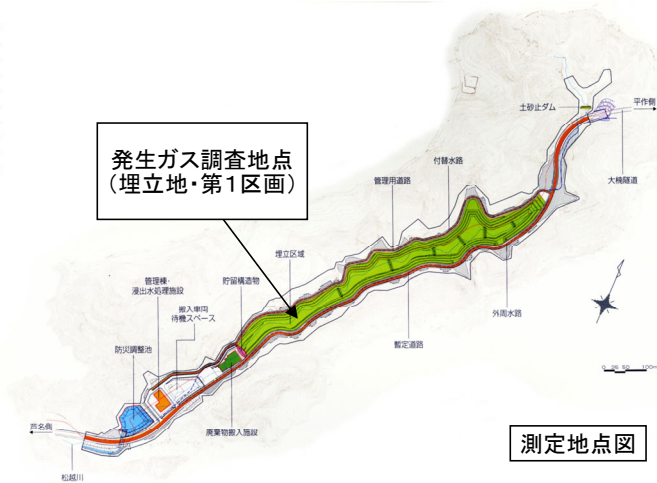 土砂止ダム
平作側
大楠隧道
付替水路
管理用道路
発生ガス調査地点
(埋立地・第1区画)
埋立区域
貯留構造物
管理棟・
浸出水処理施設
搬入車両
待機スペース
防災調整池
外周水路
暫定道路
0 25 50 100m
廃棄物搬入施設
芦名側
松越川
測定地点図